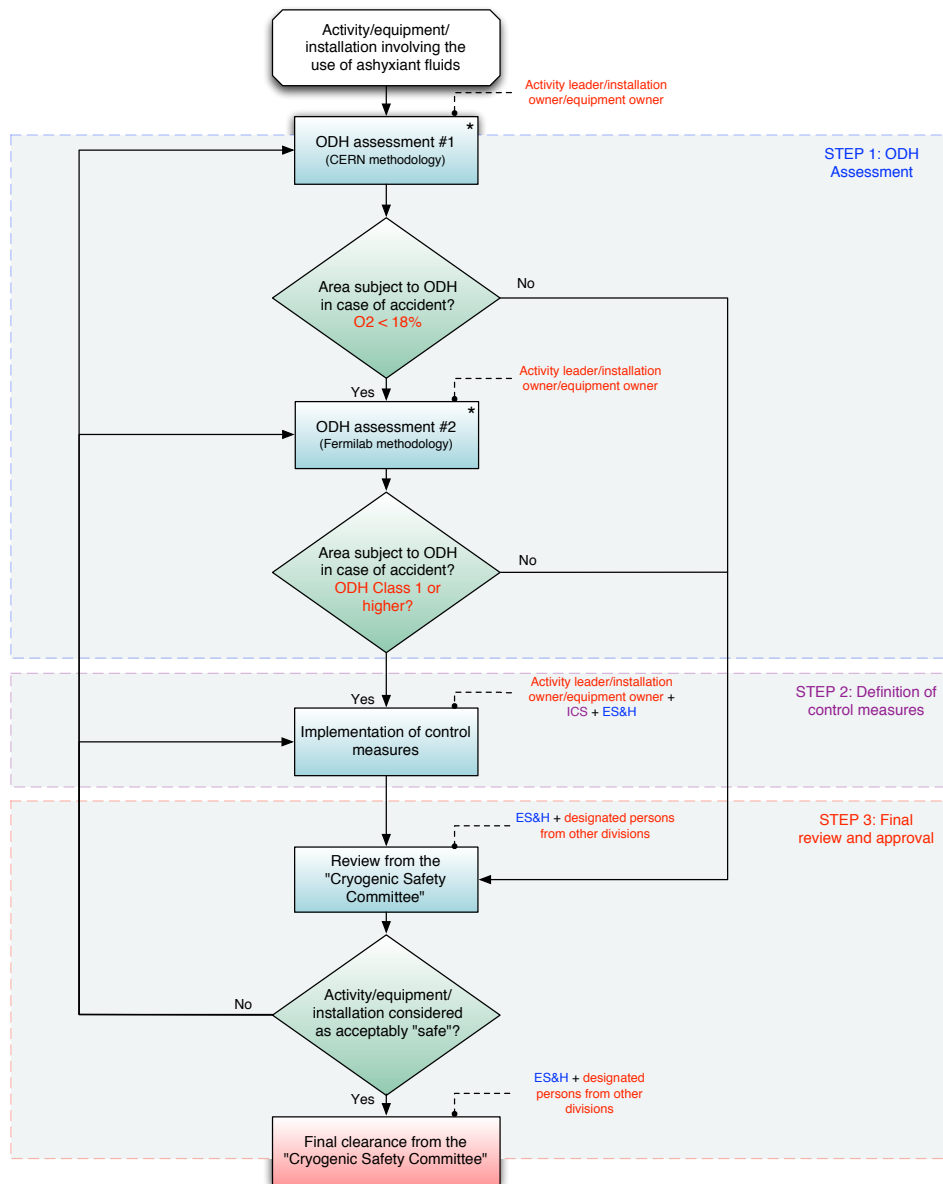 Activity/equipment/
installation involving the
use of ashyxiant fluids
Activity leader/installation
owner/equipment owner
ODH assessment #1
(CERN methodology)
*
STEP 1: ODH
Assessment
Area subject to ODH
in case of accident?
O2 < 18%
No
Yes
Activity leader/installation
owner/equipment owner
ODH assessment #2
(Fermilab methodology)
*
Area subject to ODH
in case of accident?
ODH Class 1 or
higher?
No
Yes
Activity leader/installation
owner/equipment owner +
ICS + ES&H
STEP 2: Definition of
control measures
Implementation of control
measures
ES&H + designated persons
from other divisions
STEP 3: Final
review and approval
Review from the
"Cryogenic Safety
Committee"
Activity/equipment/
installation considered
as acceptably "safe"?
No
Yes
ES&H + designated
persons from other
divisions
Final clearance from the
"Cryogenic Safety Committee"